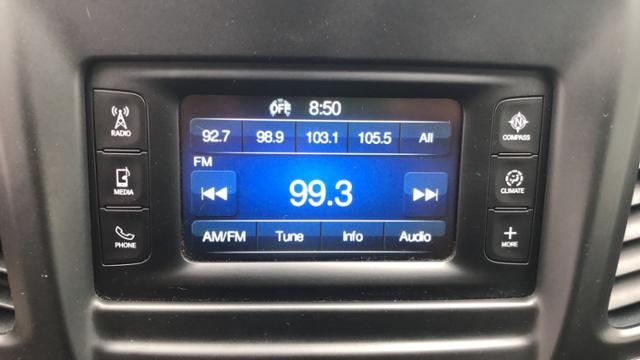 OFF 8:50
92.7 98.9 103.1 105.5 All
FM
99.3
AM/FM Tune Info Audio
RADIO
MEDIA
PHONE
N
COMPASS
CLIMATE
MORE